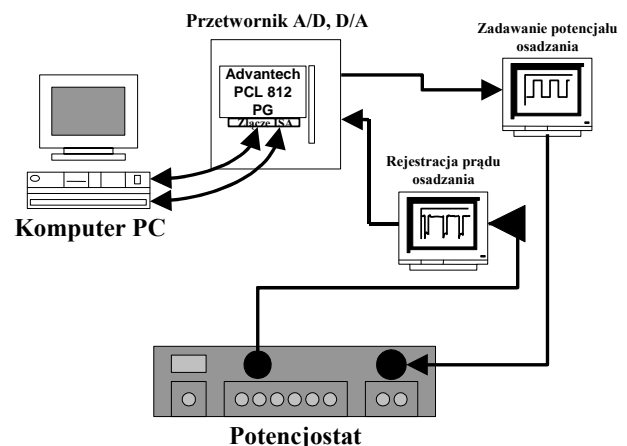 Przetwornik A/D, D/A
Zadawanie potencjału
osadzania
Advantech
PCL 812
PG
Złącze ISA
Rejestracja prądu
osadzania
Komputer PC
Potencjostat